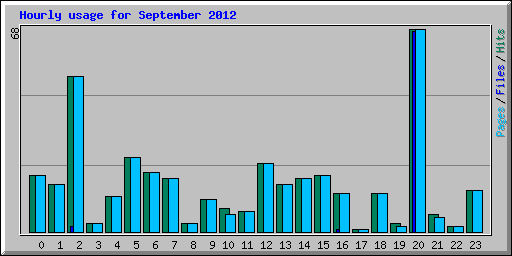 Hourly usage for September 2012
68
Pages / Files / Hits
0 1 2 3 4 5 6 7 8 9 10 11 12 13 14 15 16 17 18 19 20 21 22 23